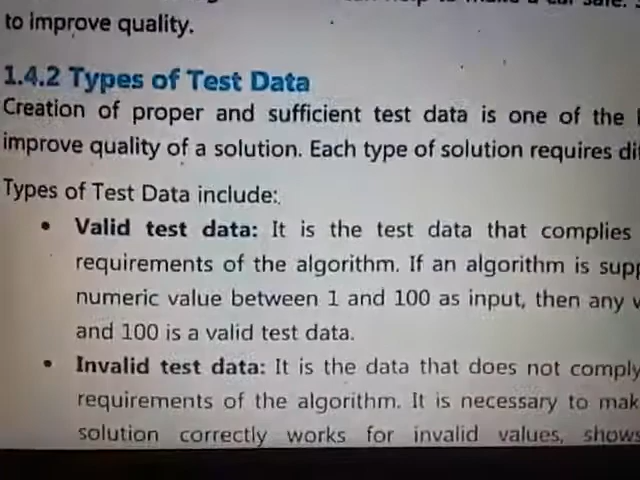 to improve quality.
1.4.2 Types of Test Data
Creation of proper and sufficient test data is one of the
improve quality of a solution. Each type of solution requires
Types of Test Data include:
• Valid test data: It is the test data that complies
requirements of the algorithm. If an algorithm is
numeric value between 1 and 100 as input, then any
and 100 is a valid test data.
• Invalid test data: It is the data that does not comply
requirements of the algorithm. It is necessary to
solution correctly works for invalid values, shows